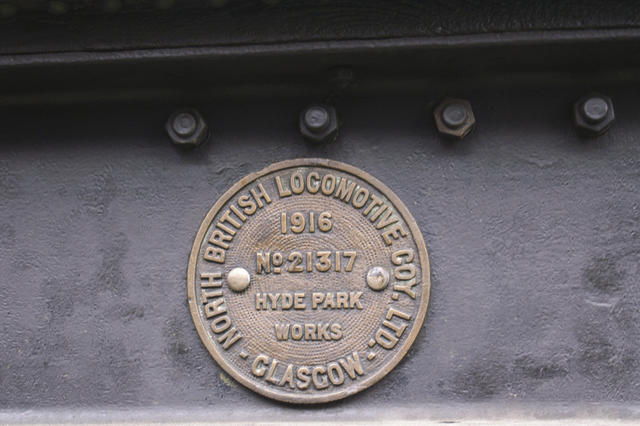 NORTH BRITISH LOCOMOTIVE COY. LTD.
1916
No 21317
HYDE PARK
WORKS
- GLASGOW -